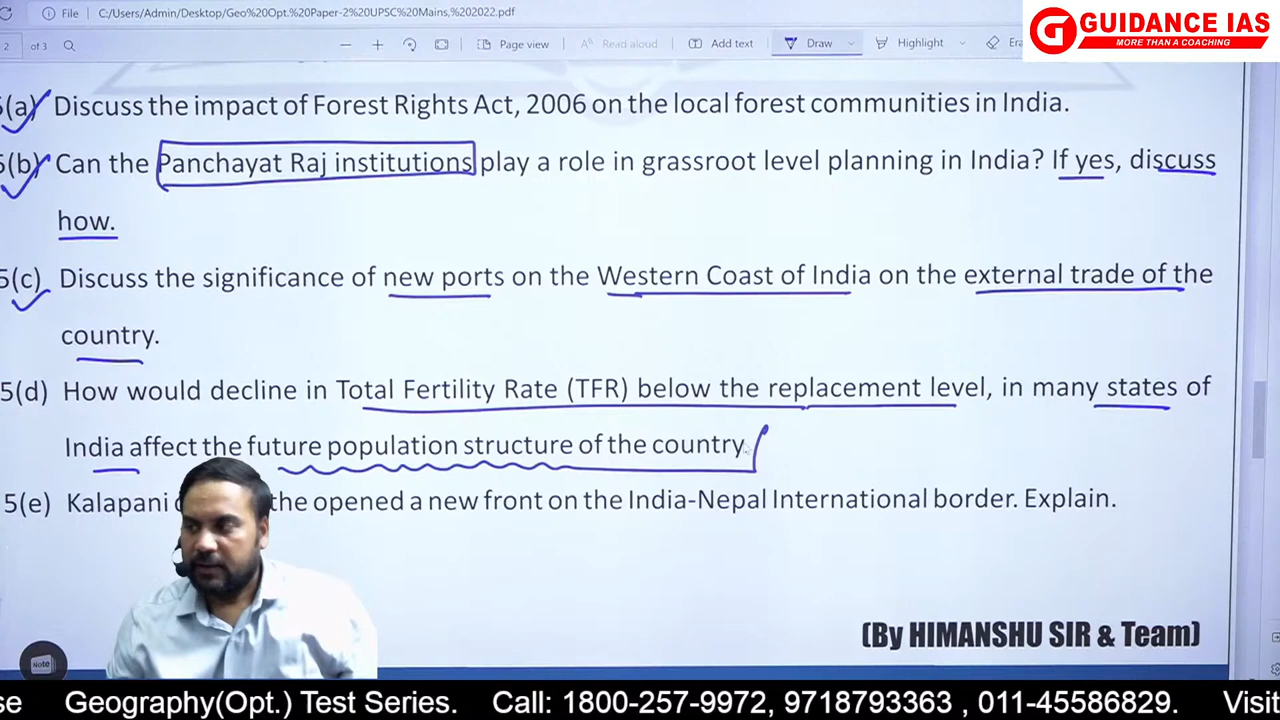 File | C:/Users/Admin/Desktop/Geo%20Opt.%20Paper-2%20UPSC%20Mains,%202022.pdf
GUIDANCE IAS
MORE THAN A COACHING
2 of 3 Page view Read aloud Add text Draw Highlight
5(a) Discuss the impact of Forest Rights Act, 2006 on the local forest communities in India.
5(b) Can the Panchayat Raj institutions play a role in grassroot level planning in India? If yes, discuss
how.
5(c) Discuss the significance of new ports on the Western Coast of India on the external trade of the
country.
5(d) How would decline in Total Fertility Rate (TFR) below the replacement level, in many states of
India affect the future population structure of the country.
5(e) Kalapani the opened a new front on the India-Nepal International border. Explain.
(By HIMANSHU SIR & Team)
Note
se Geography(Opt.) Test Series. Call: 1800-257-9972, 9718793363 , 011-45586829. Visit